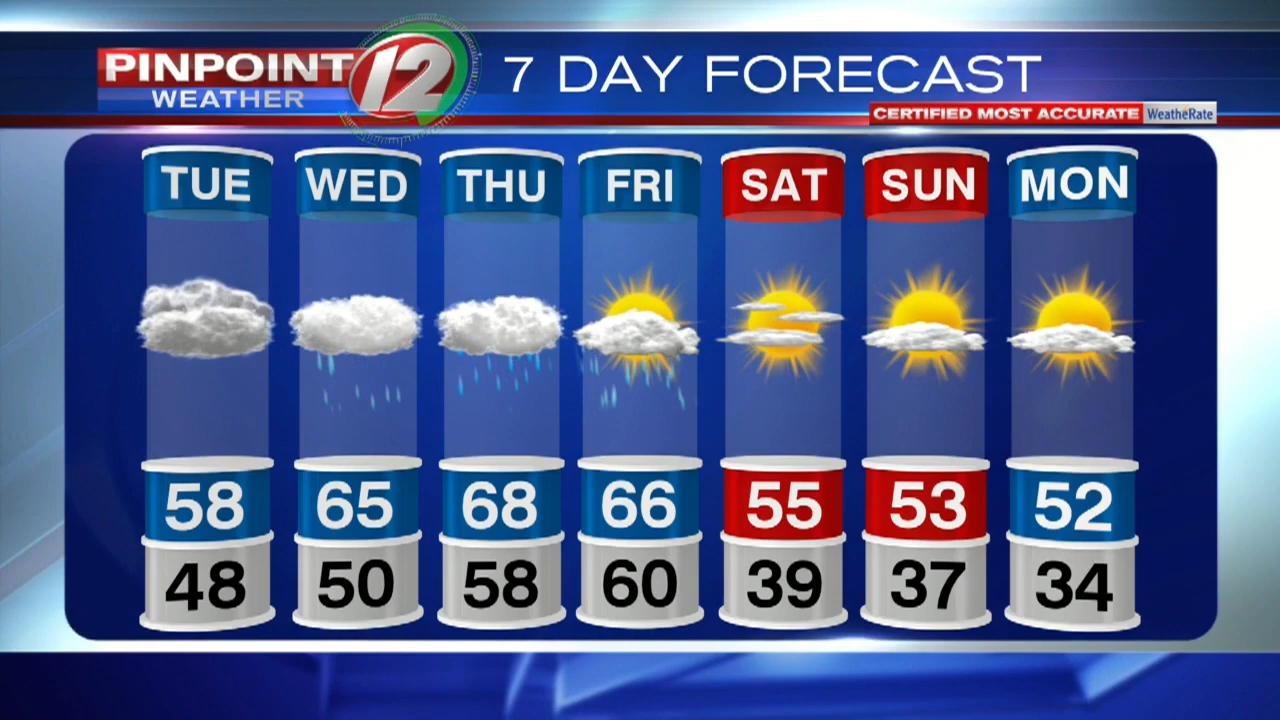 PINPOINT
WEATHER
12
7 DAY FORECAST
CERTIFIED MOST ACCURATE WeatheRate
TUE WED THU FRI SAT SUN MON
58 65 68 66 55 53 52
48 50 58 60 39 37 34